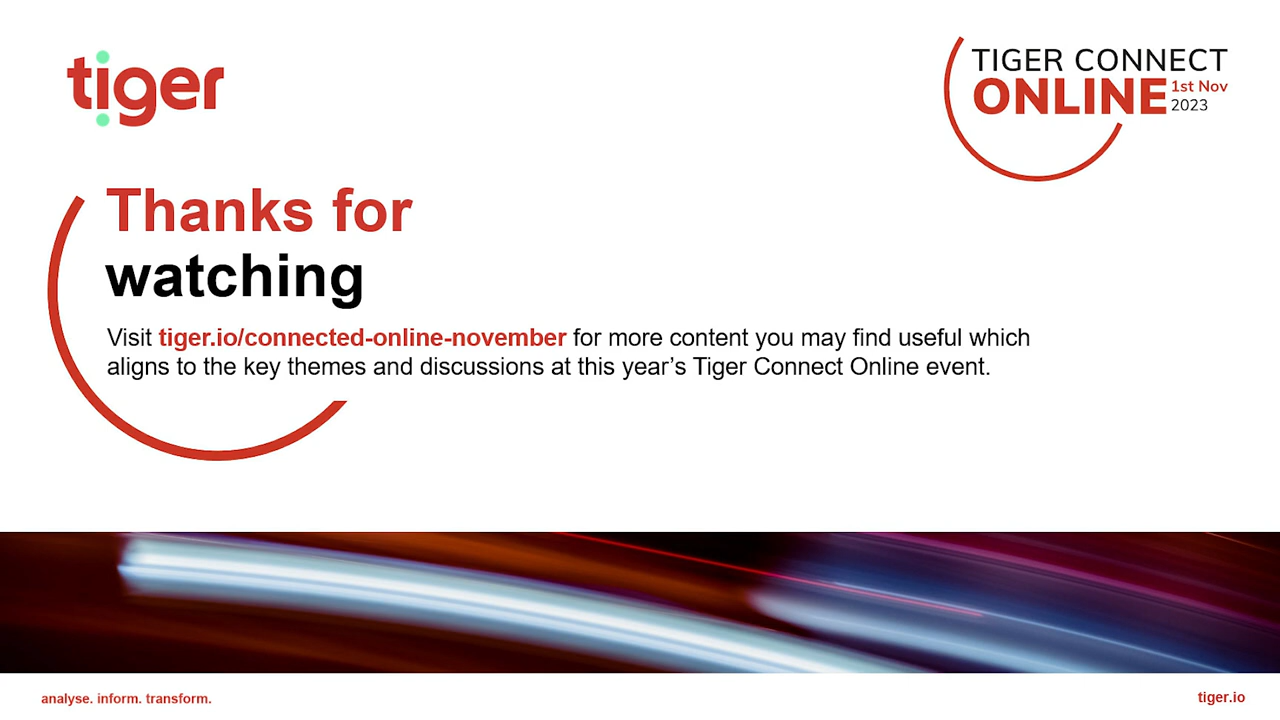 tiger
TIGER CONNECT
ONLINE 1st Nov
2023
Thanks for
watching
Visit tiger.io/connected-online-november for more content you may find useful which
aligns to the key themes and discussions at this year’s Tiger Connect Online event.
analyse. inform. transform.
tiger.io